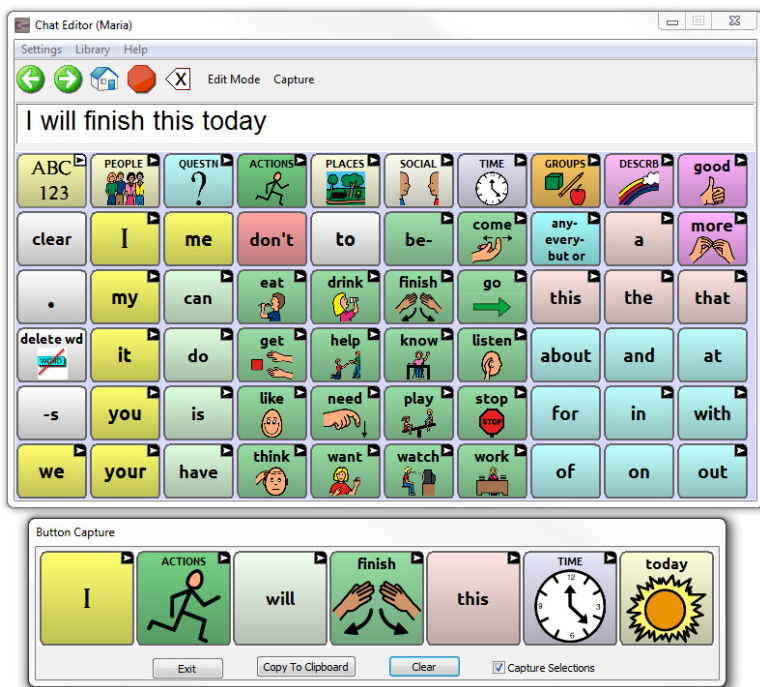 Chat Editor (Maria)
Settings Library Help
Edit Mode Capture
I will finish this today
ABC 123 PEOPLE QUESTN ? ACTIONS PLACES SOCIAL TIME GROUPS DESCRB good
clear I me don't to be- come any- every- but or a more
. my can eat drink finish go this the that
delete wd WORD it do get help know listen about and at
-s you is like need play stop STOP for in with
we your have think want watch work of on out
Button Capture
I ACTIONS will finish this TIME 12 3 6 9 today
Exit Copy To Clipboard Clear Capture Selections